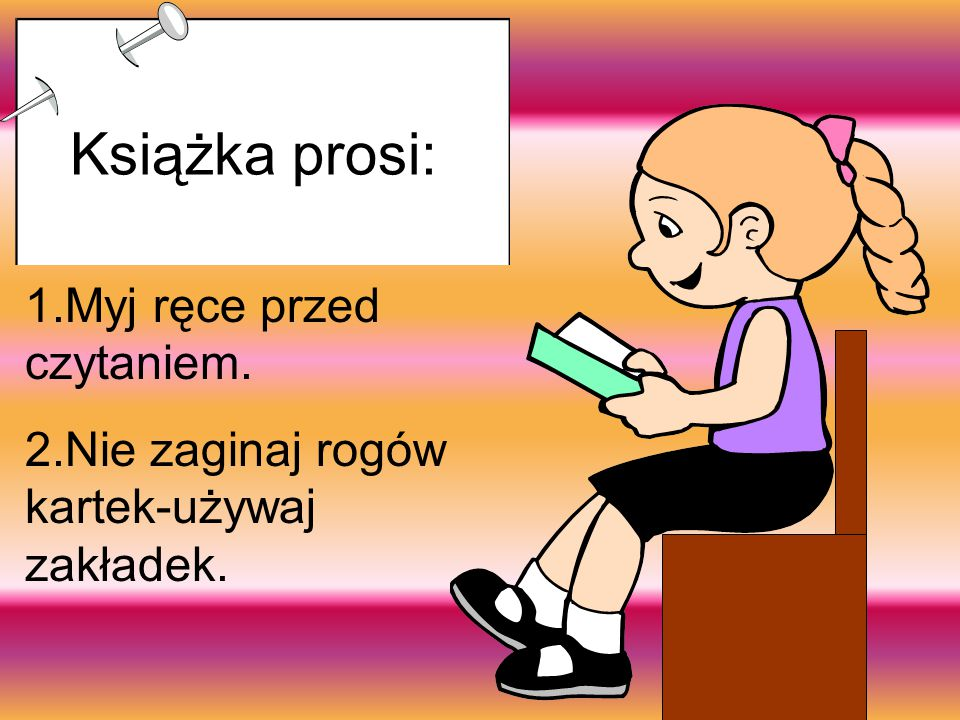 Książka prosi:
1.Myj ręce przed
czytaniem.
2.Nie zaginaj rogów
kartek-używaj
zakładek.